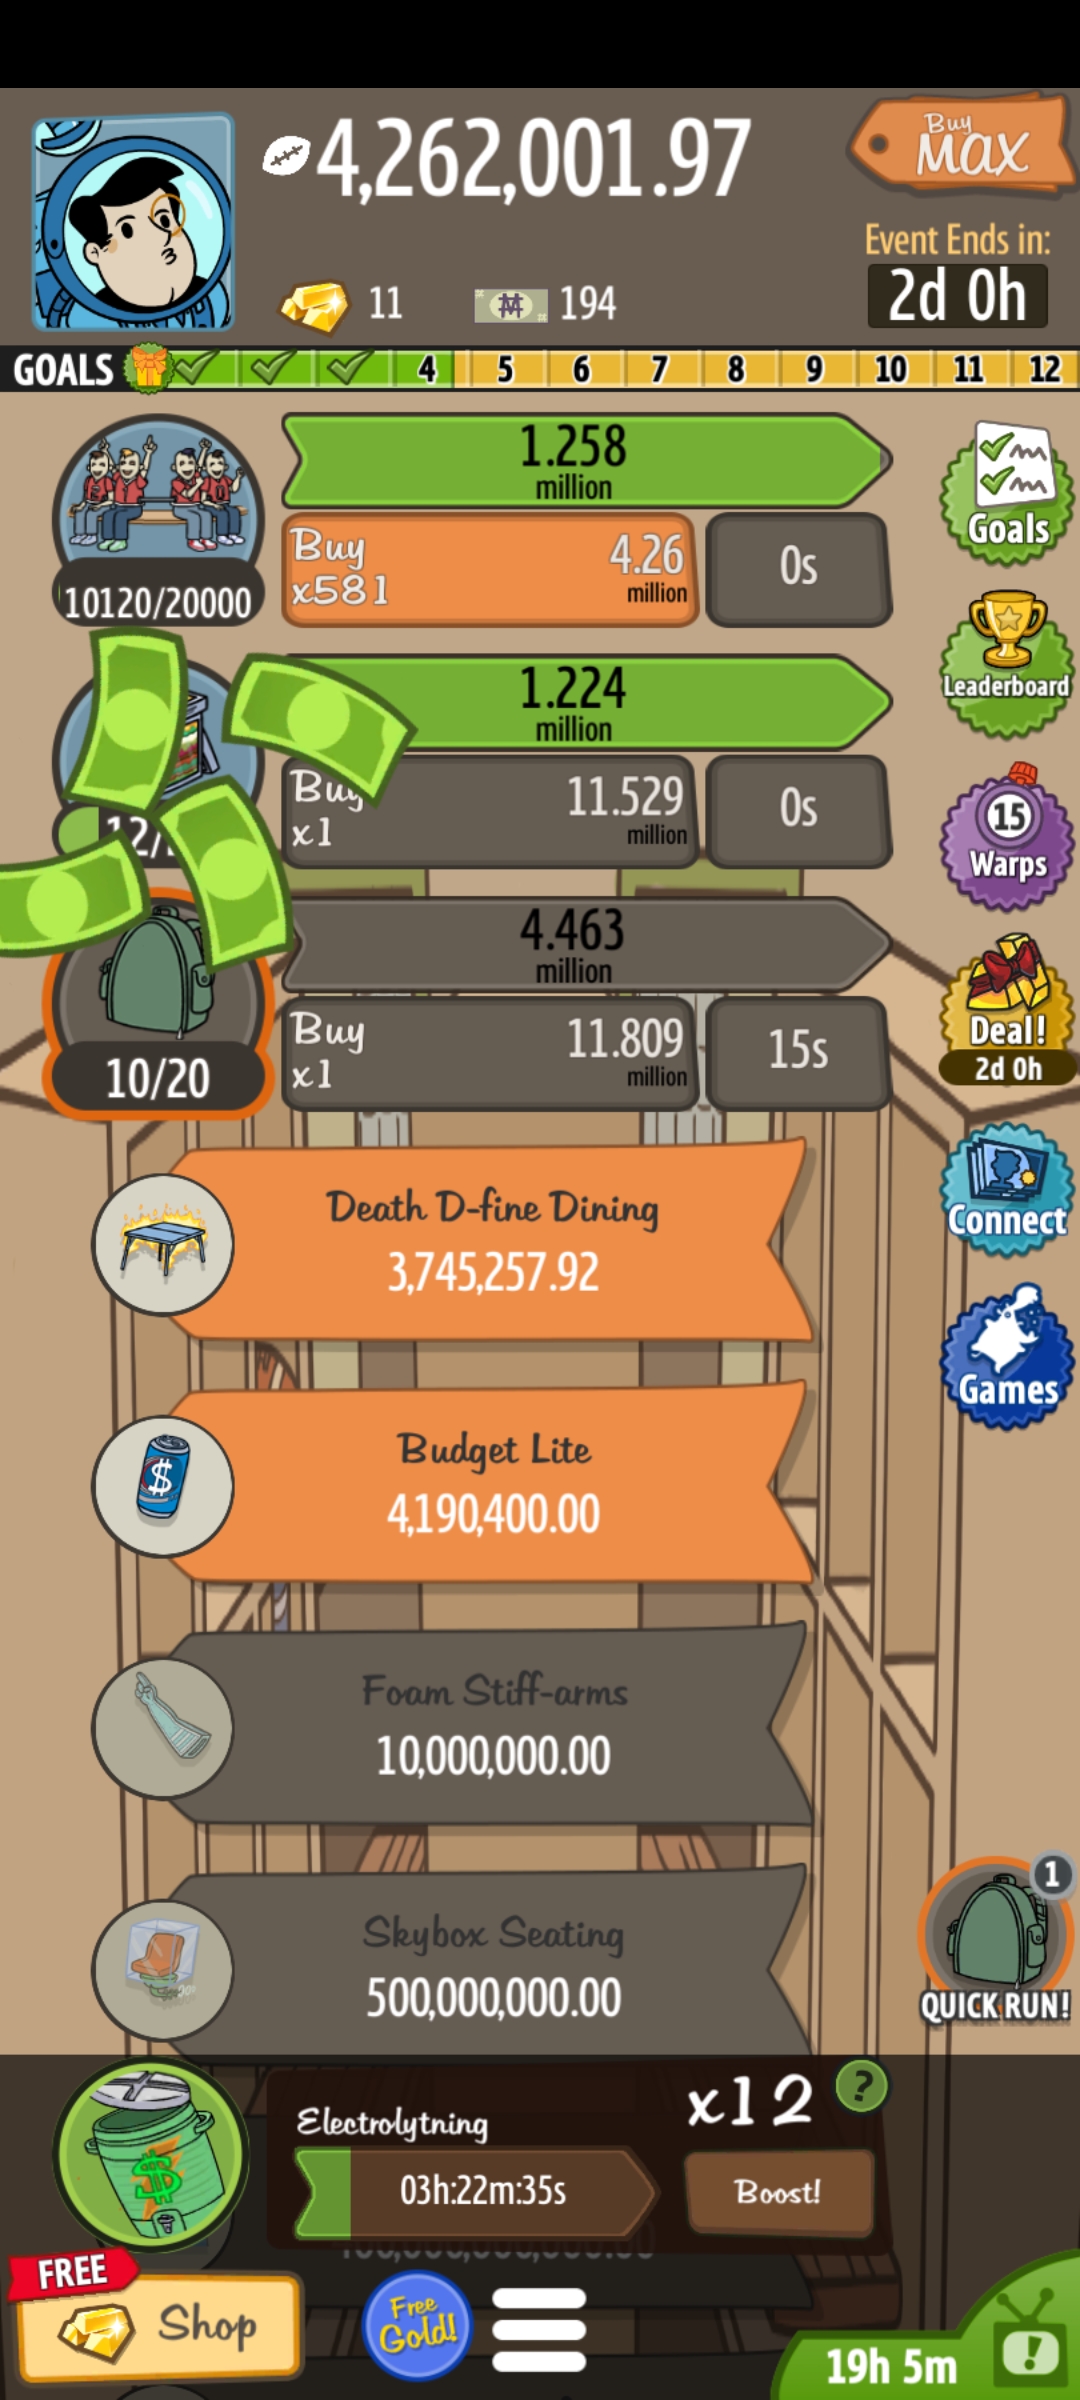 4,262,001.97
Buy
MAX
Event Ends in:
2d 0h
11
194
GOALS 4 5 6 7 8 9 10 11 12
1.258
million
Buy
x581
4.26
million
0s
10120/20000
Goals
1.224
million
Leaderboard
Buy
x1
11.529
million
0s
12/
15
Warps
4.463
million
Buy
x1
11.809
million
15s
10/20
Deal!
2d 0h
Death D-fine Dining
3,745,257.92
Connect
Budget Lite
4,190,400.00
$
Games
Foam Stiff-arms
10,000,000.00
Skybox Seating
500,000,000.00
1
QUICK RUN!
Electrolytning
x12
?
03h:22m:35s
Boost!
$
FREE
Shop
Free
Gold!
19h 5m
!